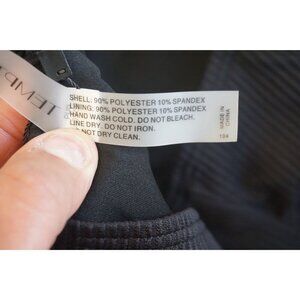 TEMP
SHELL: 90% POLYESTER 10% SPANDEX
LINING: 90% POLYESTER 10% SPANDEX
HAND WASH COLD. DO NOT BLEACH.
LINE DRY. DO NOT IRON.
DO NOT DRY CLEAN.
MADE IN
CHINA